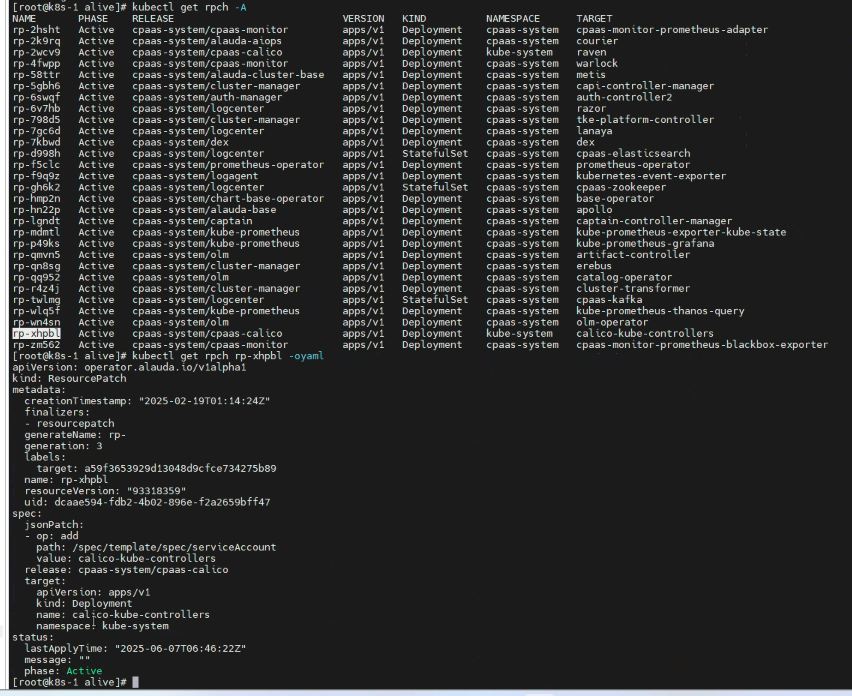 [root@k8s-1 alive]# kubectl get rpch -A
NAME PHASE RELEASE VERSION KIND NAMESPACE TARGET
rp-2hsht Active cpaas-system/cpaas-monitor apps/v1 Deployment cpaas-system cpaas-monitor-prometheus-adapter
rp-2k9rq Active cpaas-system/alauda-aiops apps/v1 Deployment cpaas-system courier
rp-2wcv9 Active cpaas-system/cpaas-calico apps/v1 Deployment kube-system raven
rp-4fwpp Active cpaas-system/cpaas-monitor apps/v1 Deployment cpaas-system warlock
rp-58ttr Active cpaas-system/alauda-cluster-base apps/v1 Deployment cpaas-system metis
rp-5gbh6 Active cpaas-system/cluster-manager apps/v1 Deployment cpaas-system capi-controller-manager
rp-6swqf Active cpaas-system/auth-manager apps/v1 Deployment cpaas-system auth-controller2
rp-6v7hb Active cpaas-system/logcenter apps/v1 Deployment cpaas-system razor
rp-798d5 Active cpaas-system/cluster-manager apps/v1 Deployment cpaas-system tke-platform-controller
rp-7gc6d Active cpaas-system/logcenter apps/v1 Deployment cpaas-system lanaya
rp-7kbwd Active cpaas-system/dex apps/v1 Deployment cpaas-system dex
rp-d998h Active cpaas-system/logcenter apps/v1 StatefulSet cpaas-system cpaas-elasticsearch
rp-f5clc Active cpaas-system/prometheus-operator apps/v1 Deployment cpaas-system prometheus-operator
rp-f9q9z Active cpaas-system/logagent apps/v1 Deployment cpaas-system kubernetes-event-exporter
rp-gh6k2 Active cpaas-system/logcenter apps/v1 StatefulSet cpaas-system cpaas-zookeeper
rp-hmp2n Active cpaas-system/chart-base-operator apps/v1 Deployment cpaas-system base-operator
rp-hn22p Active cpaas-system/alauda-base apps/v1 Deployment cpaas-system apollo
rp-lgndt Active cpaas-system/captain apps/v1 Deployment cpaas-system captain-controller-manager
rp-mdmtl Active cpaas-system/kube-prometheus apps/v1 Deployment cpaas-system kube-prometheus-exporter-kube-state
rp-p49ks Active cpaas-system/kube-prometheus apps/v1 Deployment cpaas-system kube-prometheus-grafana
rp-qmvn5 Active cpaas-system/olm apps/v1 Deployment cpaas-system artifact-controller
rp-qn8sg Active cpaas-system/cluster-manager apps/v1 Deployment cpaas-system erebus
rp-qq952 Active cpaas-system/olm apps/v1 Deployment cpaas-system catalog-operator
rp-r4z4j Active cpaas-system/cluster-manager apps/v1 Deployment cpaas-system cluster-transformer
rp-twlmg Active cpaas-system/logcenter apps/v1 StatefulSet cpaas-system cpaas-kafka
rp-wlq5f Active cpaas-system/kube-prometheus apps/v1 Deployment cpaas-system kube-prometheus-thanos-query
rp-wn4sn Active cpaas-system/olm apps/v1 Deployment cpaas-system olm-operator
rp-xhpbl Active cpaas-system/cpaas-calico apps/v1 Deployment kube-system calico-kube-controllers
rp-zm562 Active cpaas-system/cpaas-monitor apps/v1 Deployment cpaas-system cpaas-monitor-prometheus-blackbox-exporter
[root@k8s-1 alive]# kubectl get rpch rp-xhpbl -oyaml
apiVersion: operator.alauda.io/v1alpha1
kind: ResourcePatch
metadata:
  creationTimestamp: "2025-02-19T01:14:24Z"
  finalizers:
  - resourcepatch
  generateName: rp-
  generation: 3
  labels:
    target: a59f3653929d13048d9cfce734275b89
  name: rp-xhpbl
  resourceVersion: "93318359"
  uid: dcaae594-fdb2-4b02-896e-f2a2659bff47
spec:
  jsonPatch:
  - op: add
    path: /spec/template/spec/serviceAccount
    value: calico-kube-controllers
  release: cpaas-system/cpaas-calico
  target:
    apiVersion: apps/v1
    kind: Deployment
    name: calico-kube-controllers
    namespace: kube-system
status:
  lastApplyTime: "2025-06-07T06:46:22Z"
  message: ""
  phase: Active
[root@k8s-1 alive]#